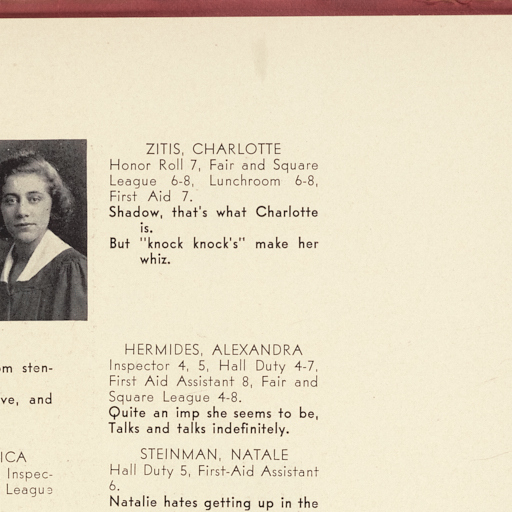 ZITIS, CHARLOTTE
Honor Roll 7, Fair and Square
League 6-8, Lunchroom 6-8,
First Aid 7.
Shadow, that's what Charlotte
is.
But "knock knock's" make her
whiz.
HERMIDES, ALEXANDRA
Inspector 4, 5, Hall Duty 4-7,
First Aid Assistant 8, Fair and
Square League 4-8.
Quite an imp she seems to be,
Talks and talks indefinitely.
STEINMAN, NATALE
Hall Duty 5, First-Aid Assistant
6.
Natalie hates getting up in the
om sten-
ve, and
ICA
Inspec-
League